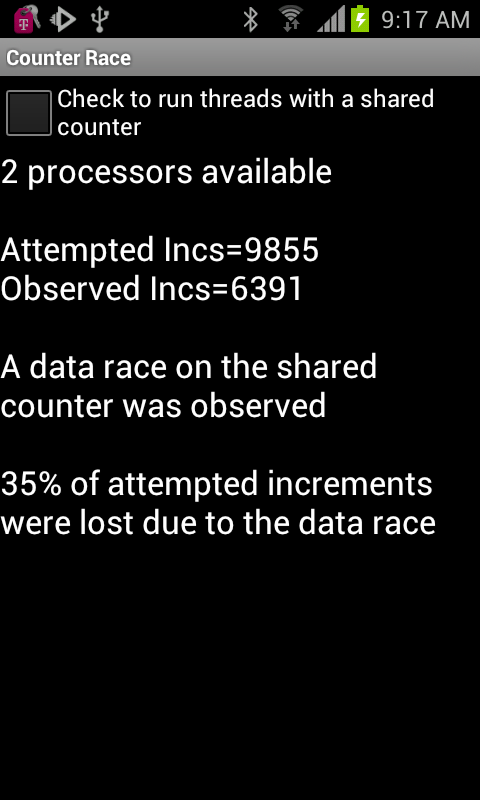 9:17 AM
Counter Race
Check to run threads with a shared
counter
2 processors available
Attempted Incs=9855
Observed Incs=6391
A data race on the shared
counter was observed
35% of attempted increments
were lost due to the data race